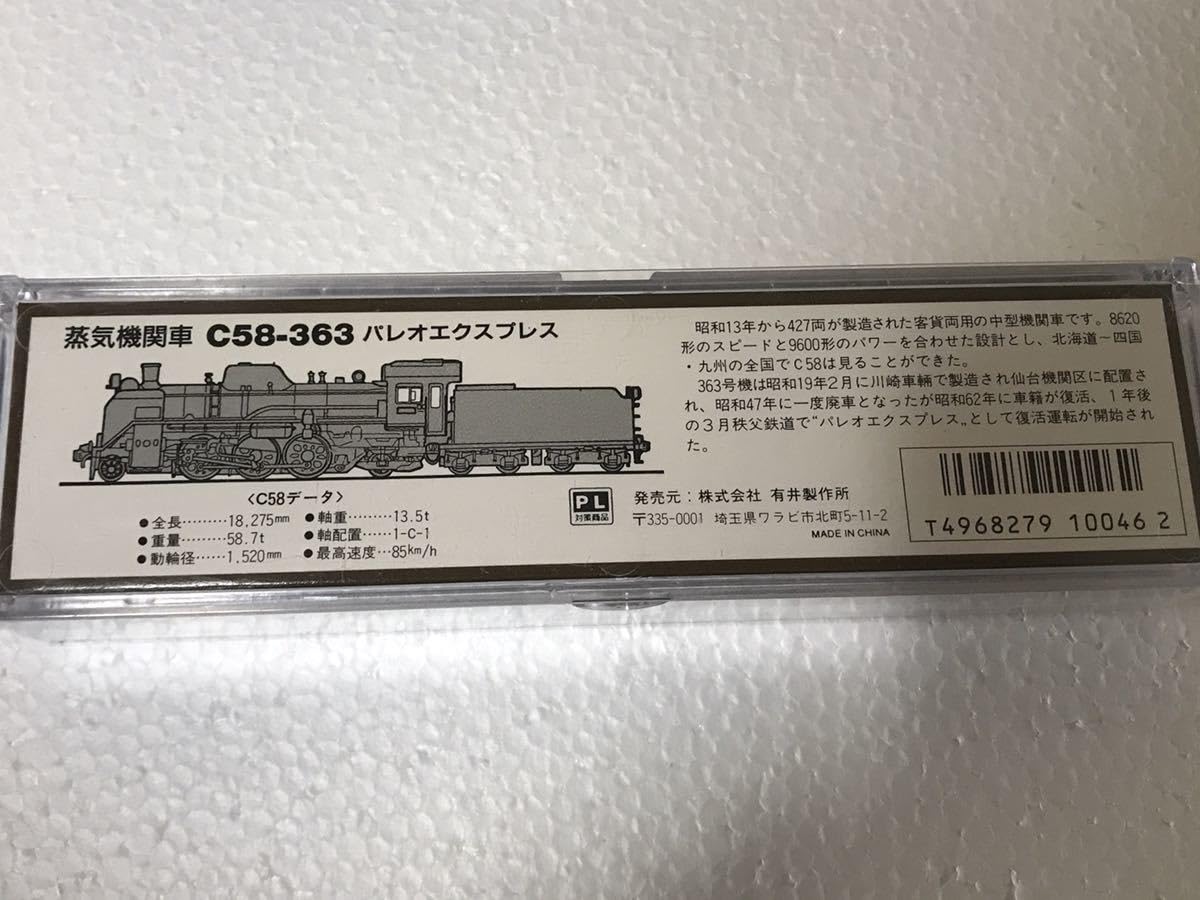 蒸気機関車 C58-363 パレオエクスプレス
昭和13年から427両が製造された客貨両用の中型機関車です。8620
形のスピードと9600形のパワーを合わせた設計とし、北海道～四国
・九州の全国でC58は見ることができた。
363号機は昭和19年2月に川崎車輛で製造され仙台機関区に配置さ
れ、昭和47年に一度廃車となったが昭和62年に車籍が復活、1年後
の3月秩父鉄道で“パレオエクスプレス„として復活運転が開始され
た。
〈C58データ〉
●全長………18,275mm ●軸重………13.5t
●重量………58.7t ●軸配置……1-C-1
●動輪径……1,520mm ●最高速度…85km/h
PL
対策商品
発売元：株式会社 有井製作所
〒335-0001 埼玉県ワラビ市北町5-11-2
MADE IN CHINA
T4968279 10046 2